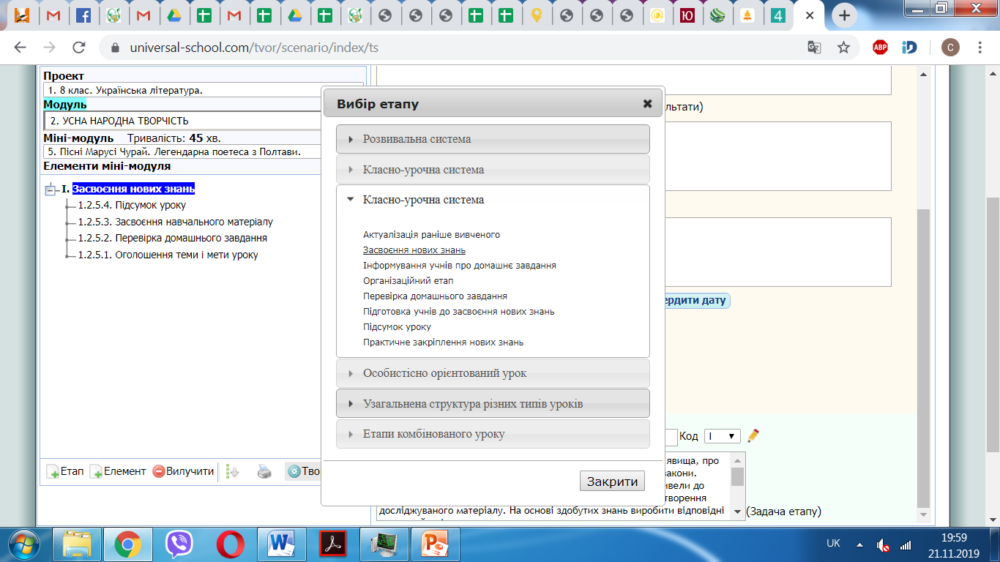 universal-school.com/tvor/scenario/index/ts
Проект
1. 8 клас. Українська література.
Модуль
2. УСНА НАРОДНА ТВОРЧІСТЬ
Міні-модуль Тривалість: 45 хв.
5. Пісні Марусі Чурай. Легендарна поетеса з Полтави.
Елементи міні-модуля
І. Засвоєння нових знань
1.2.5.4. Підсумок уроку
1.2.5.3. Засвоєння навчального матеріалу
1.2.5.2. Перевірка домашнього завдання
1.2.5.1. Оголошення теми і мети уроку
Етап Елемент Вилучити Тво
Вибір етапу
Розвивальна система
Класно-урочна система
Класно-урочна система
Актуалізація раніше вивченого
Засвоєння нових знань
Інформування учнів про домашнє завдання
Організаційний етап
Перевірка домашнього завдання
Підготовка учнів до засвоєння нових знань
Підсумок уроку
Практичне закріплення нових знань
Особистісно орієнтований урок
Узагальнена структура різних типів уроків
Етапи комбінованого уроку
Закрити
льтати)
ердити дату
Код І
явища, про
акони.
ивели до
творення
досліджуваного матеріалу. На основі здобутих знань виробити відповідні
(Задача етапу)
UK
19:59
21.11.2019